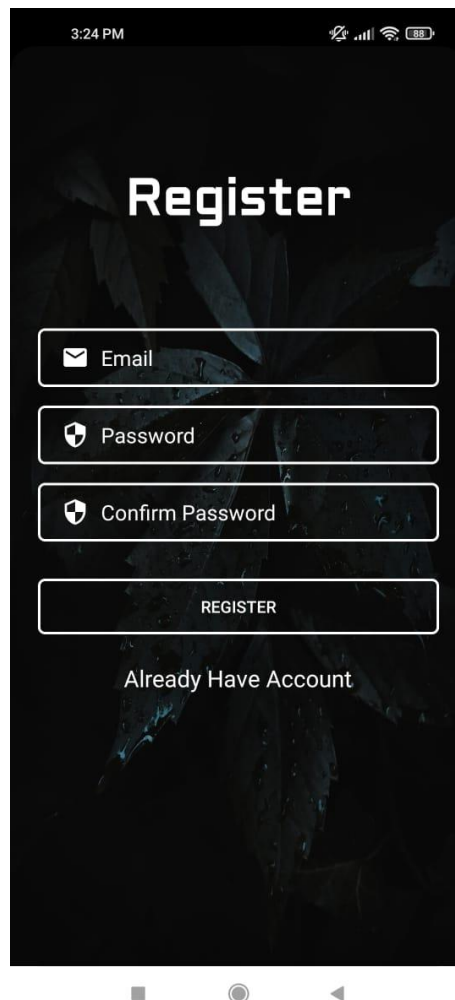 3:24 PM 88
Register
Email
Password
Confirm Password
REGISTER
Already Have Account